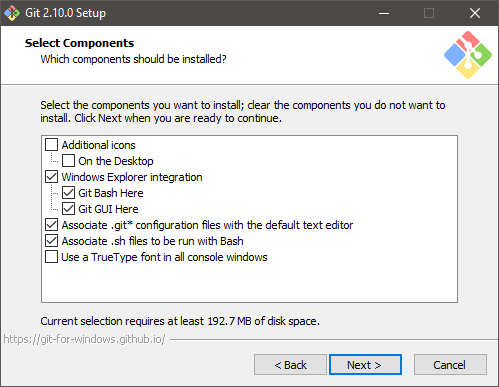 Git 2.10.0 Setup
Select Components
Which components should be installed?
Select the components you want to install; clear the components you do not want to
install. Click Next when you are ready to continue.
Additional icons
On the Desktop
Windows Explorer integration
Git Bash Here
Git GUI Here
Associate .git* configuration files with the default text editor
Associate .sh files to be run with Bash
Use a TrueType font in all console windows
Current selection requires at least 192.7 MB of disk space.
https://git-for-windows.github.io/
< Back
Next >
Cancel